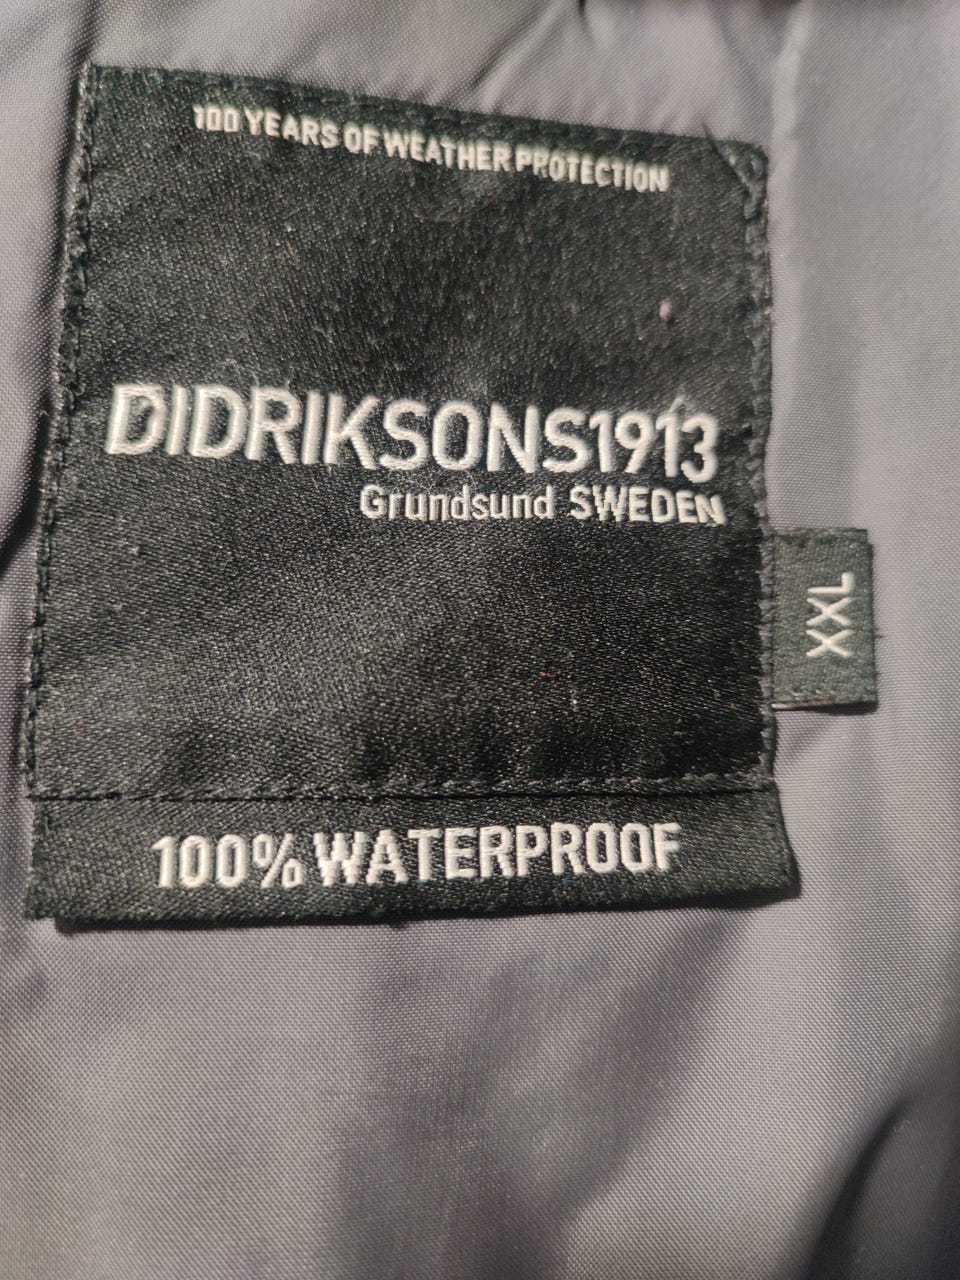 100 YEARS OF WEATHER PROTECTION
DIDRIKSONS1913
Grundsund SWEDEN
XXL
100% WATERPROOF